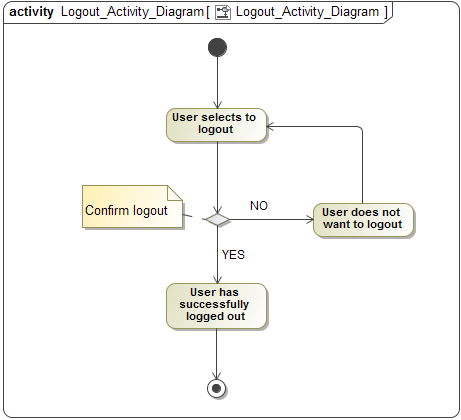 activity Logout_Activity_Diagram [ Logout_Activity_Diagram ]
User selects to
logout
Confirm logout
NO
User does not
want to logout
YES
User has
successfully
logged out